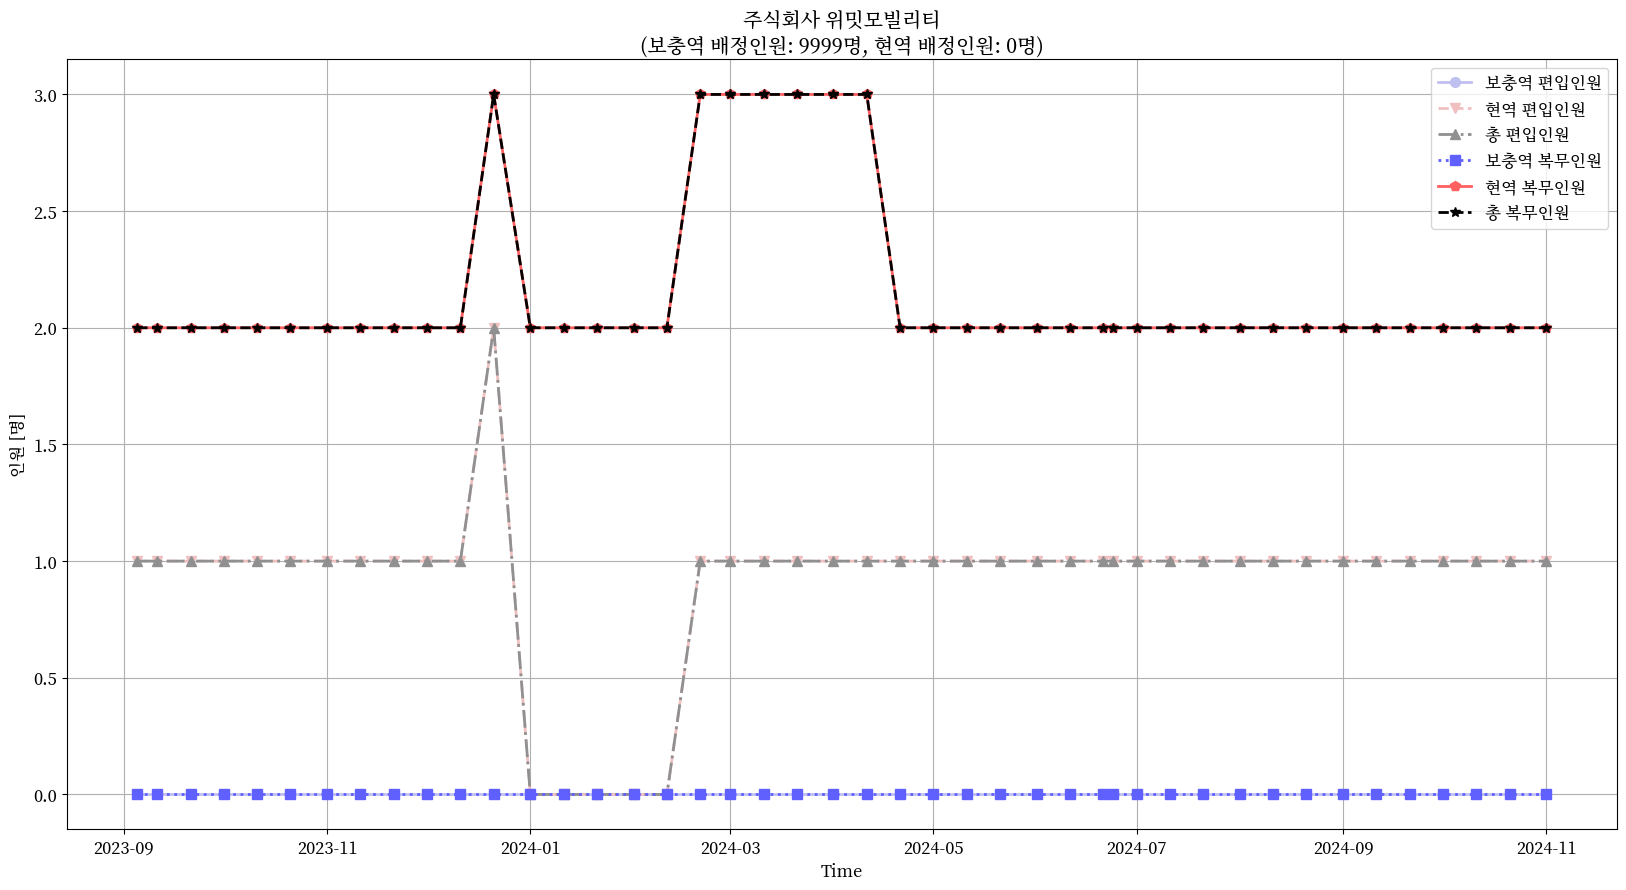 주식회사 위밋모빌리티
(보충역 배정인원: 9999명, 현역 배정인원: 0명)
보충역 편입인원
현역 편입인원
총 편입인원
보충역 복무인원
현역 복무인원
총 복무인원
인원 [명]
3.0
2.5
2.0
1.5
1.0
0.5
0.0
2023-09
2023-11
2024-01
2024-03
2024-05
2024-07
2024-09
2024-11
Time